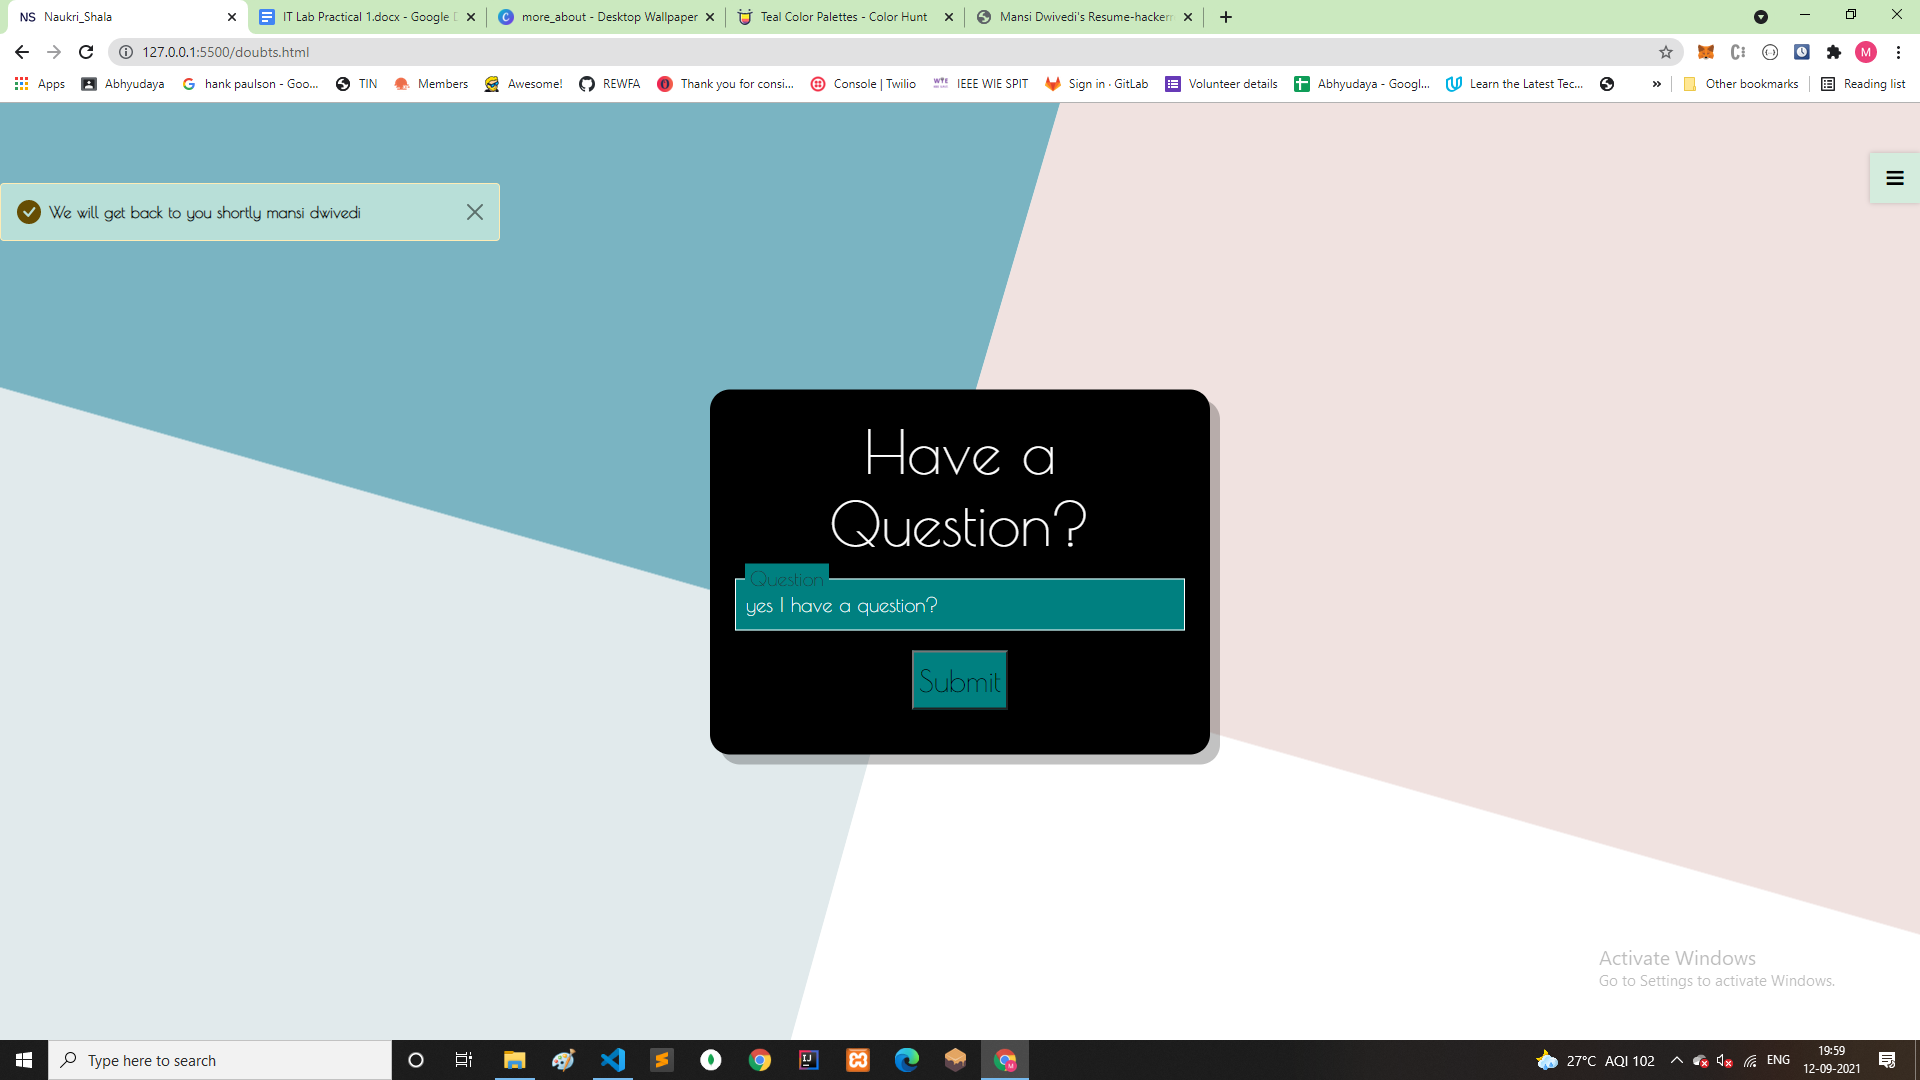 NS Naukri_Shala
IT Lab Practical 1.docx - Google
more_about - Desktop Wallpaper
Teal Color Palettes - Color Hunt
Mansi Dwivedi's Resume-hacker
127.0.0.1:5500/doubts.html
M
Apps
Abhyudaya
hank paulson - Goo...
TIN
Members
Awesome!
REWFA
Thank you for consi...
Console | Twilio
IEEE WIE SPIT
Sign in · GitLab
Volunteer details
Abhyudaya - Googl...
Learn the Latest Tec...
»
Other bookmarks
Reading list
We will get back to you shortly mansi dwivedi
Have a
Question?
Question
yes I have a question?
Submit
Activate Windows
Go to Settings to activate Windows.
Type here to search
27°C AQI 102
ENG
19:59
12-09-2021